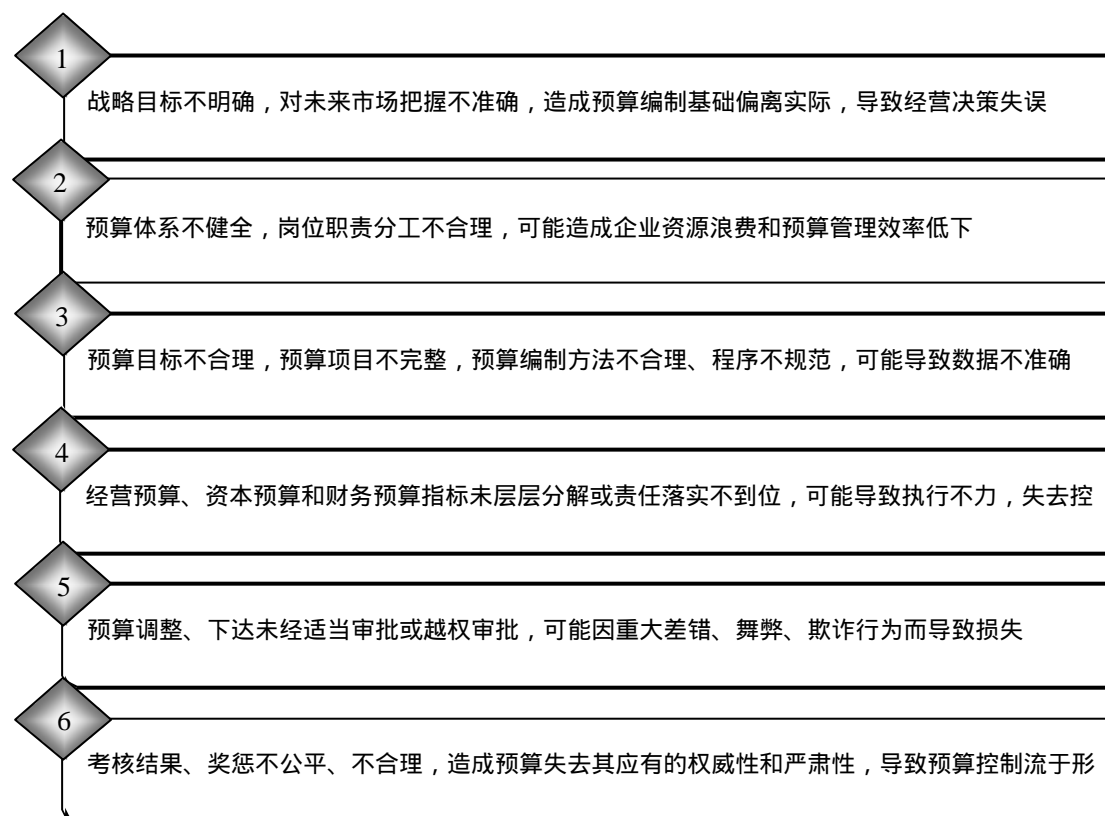 1
战略目标不明确，对未来市场把握不准确，造成预算编制基础偏离实际，导致经营决策失误
2
预算体系不健全，岗位职责分工不合理，可能造成企业资源浪费和预算管理效率低下
3
预算目标不合理，预算项目不完整，预算编制方法不合理、程序不规范，可能导致数据不准确
4
经营预算、资本预算和财务预算指标未层层分解或责任落实不到位，可能导致执行不力，失去控
5
预算调整、下达未经适当审批或越权审批，可能因重大差错、舞弊、欺诈行为而导致损失
6
考核结果、奖惩不公平、不合理，造成预算失去其应有的权威性和严肃性，导致预算控制流于形